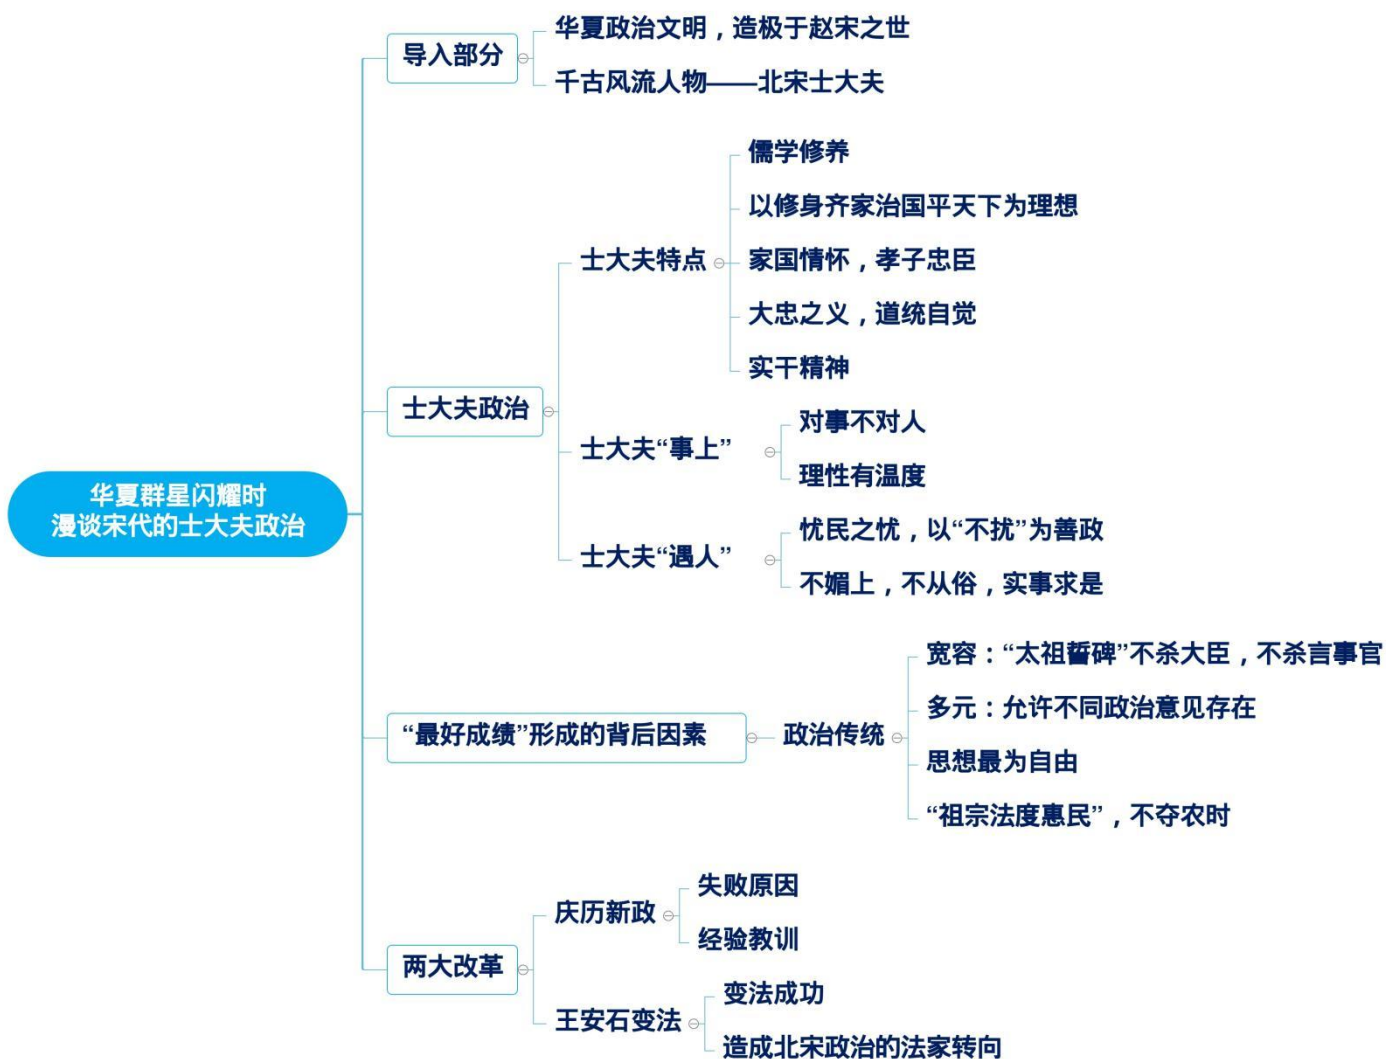 华夏群星闪耀时
漫谈宋代的士大夫政治
导入部分
华夏政治文明，造极于赵宋之世
千古风流人物——北宋士大夫
士大夫政治
士大夫特点
儒学修养
以修身齐家治国平天下为理想
家国情怀，孝子忠臣
大忠之义，道统自觉
实干精神
士大夫“事上”
对事不对人
理性有温度
士大夫“遇人”
忧民之忧，以“不扰”为善政
不媚上，不从俗，实事求是
“最好成绩”形成的背后因素
政治传统
宽容：“太祖誓碑”不杀大臣，不杀言事官
多元：允许不同政治意见存在
思想最为自由
“祖宗法度惠民”，不夺农时
两大改革
庆历新政
失败原因
经验教训
王安石变法
变法成功
造成北宋政治的法家转向